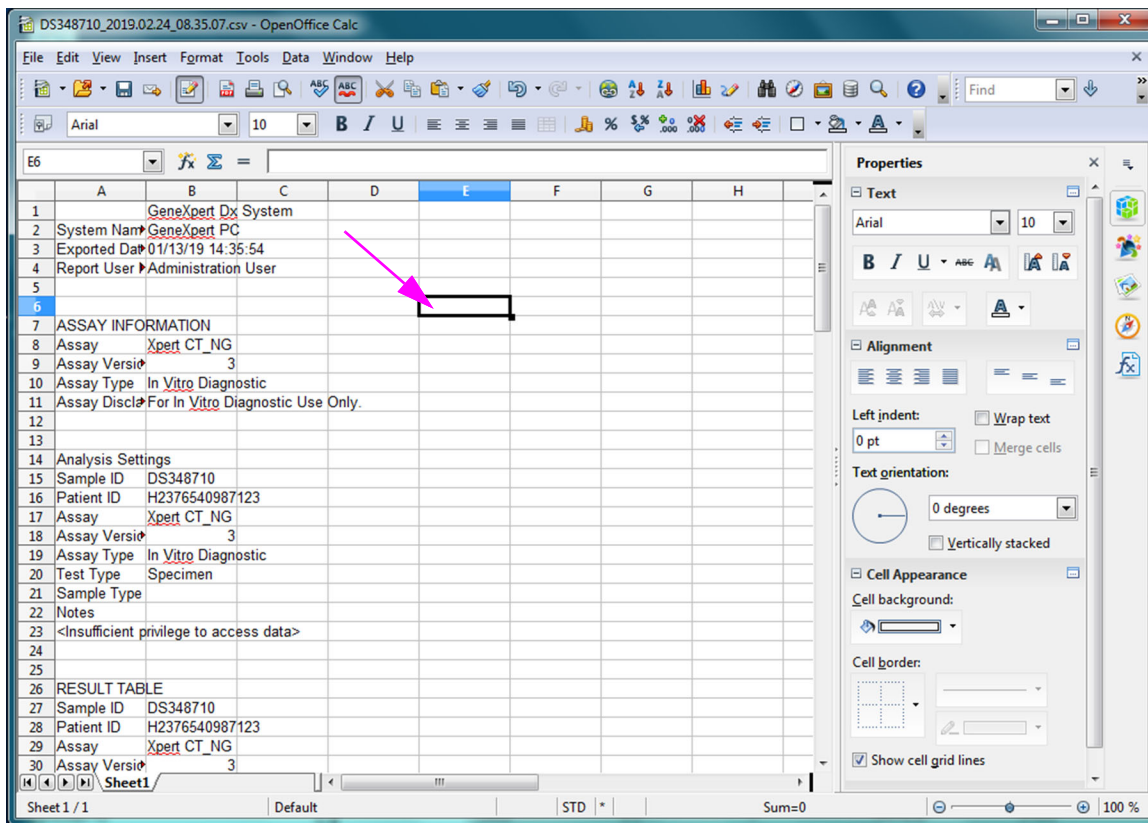 DS348710_2019.02.24_08.35.07.csv - OpenOffice Calc
File Edit View Insert Format Tools Data Window Help
Find
Arial 10 B I U
E6
A B C D E F G H
1 GeneXpert Dx System
2 System Nam GeneXpert PC
3 Exported Dat 01/13/19 14:35:54
4 Report User Administration User
5
6
7 ASSAY INFORMATION
8 Assay Xpert CT_NG
9 Assay Versio 3
10 Assay Type In Vitro Diagnostic
11 Assay Discla For In Vitro Diagnostic Use Only.
12
13
14 Analysis Settings
15 Sample ID DS348710
16 Patient ID H2376540987123
17 Assay Xpert CT_NG
18 Assay Versio 3
19 Assay Type In Vitro Diagnostic
20 Test Type Specimen
21 Sample Type
22 Notes
23 <Insufficient privilege to access data>
24
25
26 RESULT TABLE
27 Sample ID DS348710
28 Patient ID H2376540987123
29 Assay Xpert CT_NG
30 Assay Versio 3
Sheet1
Sheet 1 / 1 Default STD * Sum=0 100 %
Properties
Text
Arial 10
B I U ABC
Alignment
Left indent:
Wrap text
0 pt
Merge cells
Text orientation:
0 degrees
Vertically stacked
Cell Appearance
Cell background:
Cell border:
Show cell grid lines